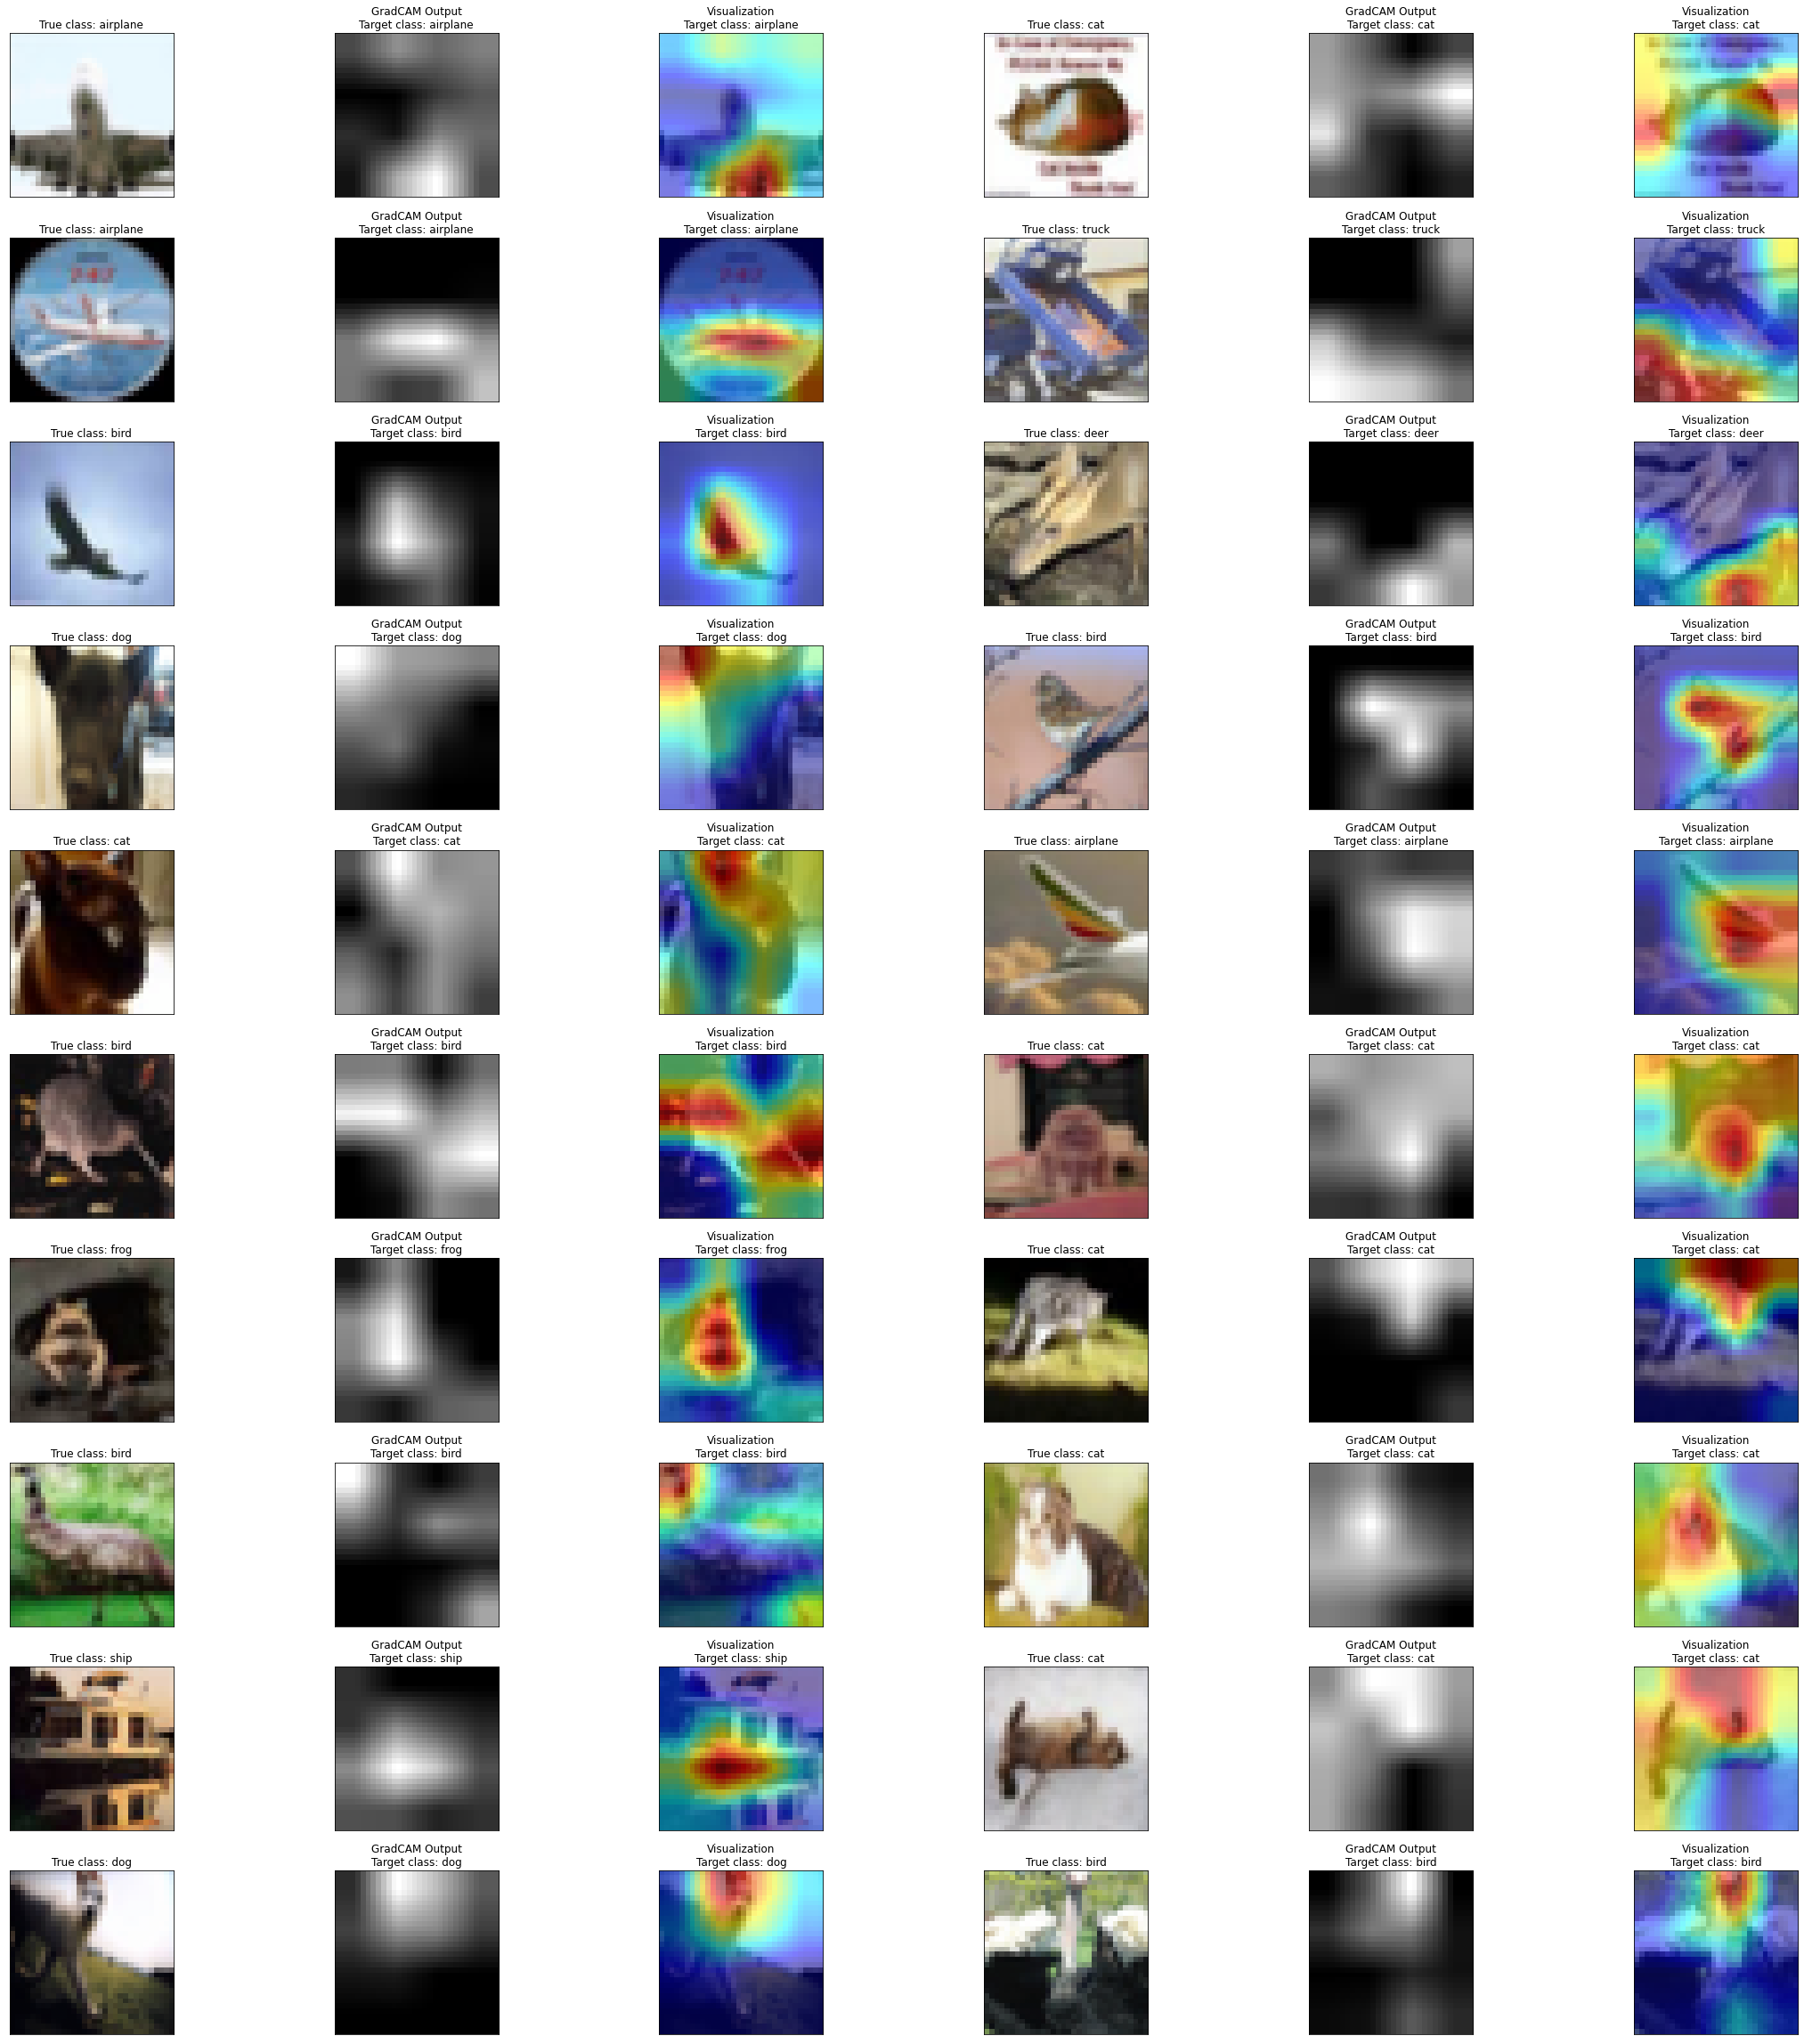 True class: airplane
GradCAM Output
Target class: airplane
Visualization
Target class: airplane
True class: cat
GradCAM Output
Target class: cat
Visualization
Target class: cat
True class: airplane
GradCAM Output
Target class: airplane
Visualization
Target class: airplane
True class: truck
GradCAM Output
Target class: truck
Visualization
Target class: truck
True class: bird
GradCAM Output
Target class: bird
Visualization
Target class: bird
True class: deer
GradCAM Output
Target class: deer
Visualization
Target class: deer
True class: dog
GradCAM Output
Target class: dog
Visualization
Target class: dog
True class: bird
GradCAM Output
Target class: bird
Visualization
Target class: bird
True class: cat
GradCAM Output
Target class: cat
Visualization
Target class: cat
True class: airplane
GradCAM Output
Target class: airplane
Visualization
Target class: airplane
True class: bird
GradCAM Output
Target class: bird
Visualization
Target class: bird
True class: cat
GradCAM Output
Target class: cat
Visualization
Target class: cat
True class: frog
GradCAM Output
Target class: frog
Visualization
Target class: frog
True class: cat
GradCAM Output
Target class: cat
Visualization
Target class: cat
True class: bird
GradCAM Output
Target class: bird
Visualization
Target class: bird
True class: cat
GradCAM Output
Target class: cat
Visualization
Target class: cat
True class: ship
GradCAM Output
Target class: ship
Visualization
Target class: ship
True class: cat
GradCAM Output
Target class: cat
Visualization
Target class: cat
True class: dog
GradCAM Output
Target class: dog
Visualization
Target class: dog
True class: bird
GradCAM Output
Target class: bird
Visualization
Target class: bird